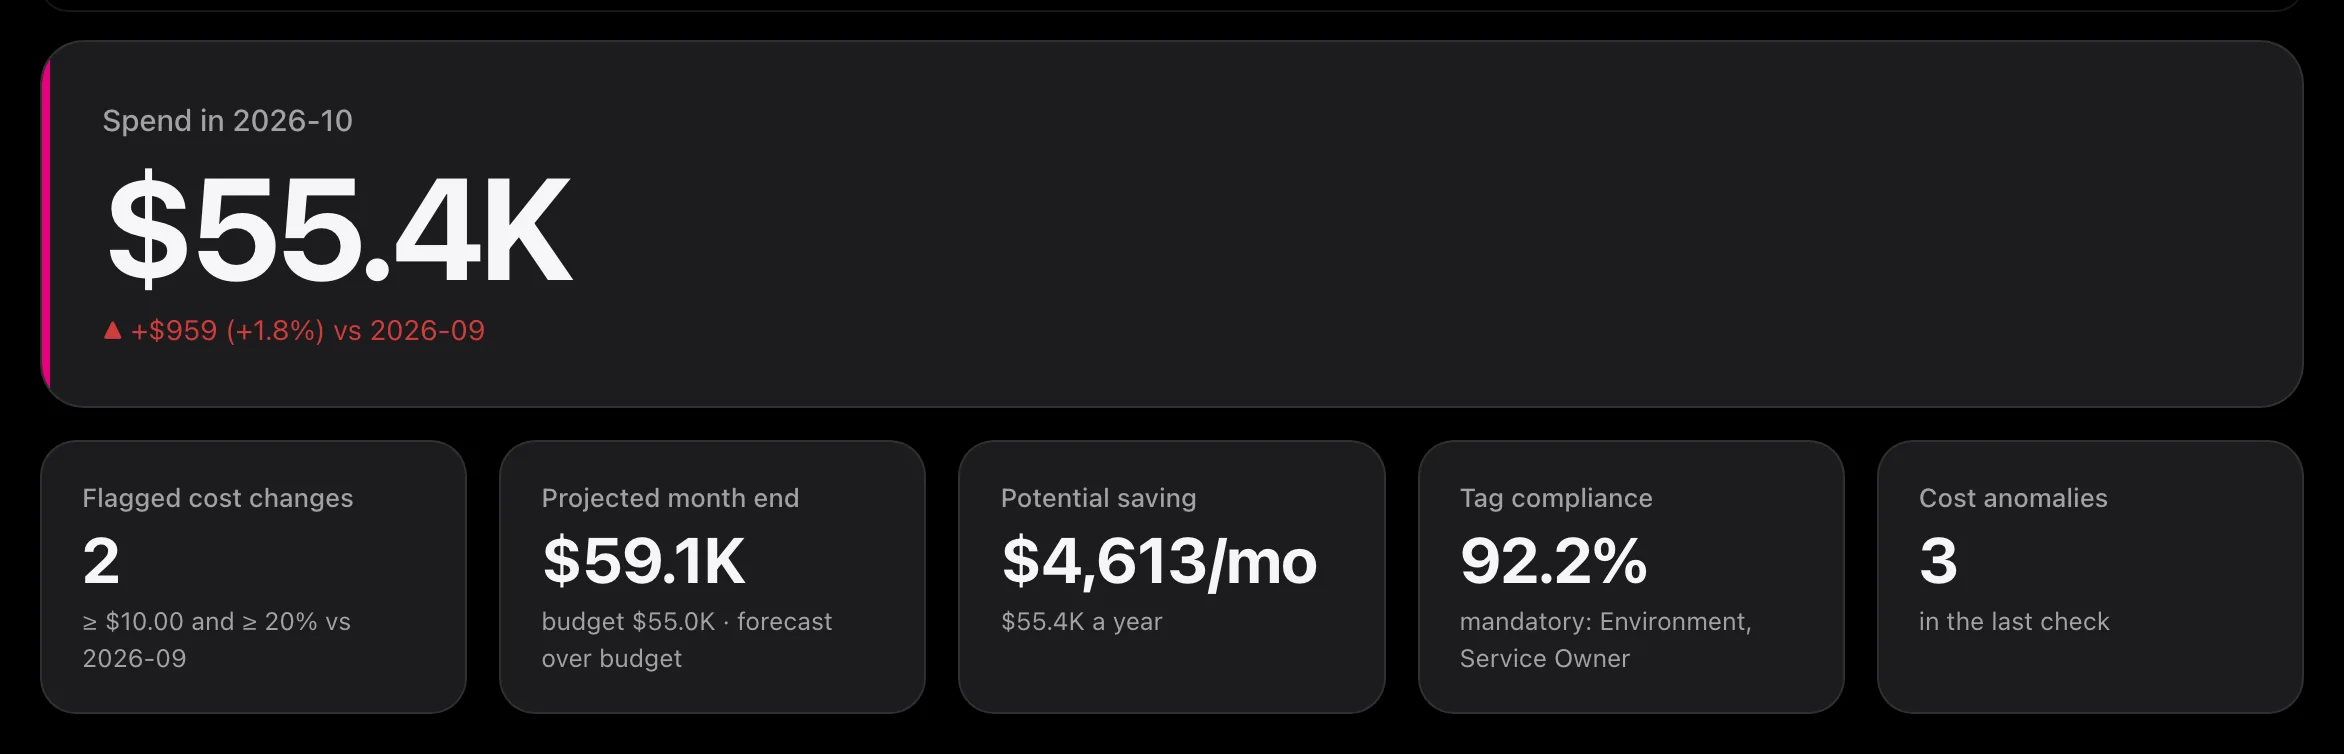 Spend in 2026-10
$55.4K
▲ +$959 (+1.8%) vs 2026-09
Flagged cost changes
2
≥ $10.00 and ≥ 20% vs
2026-09
Projected month end
$59.1K
budget $55.0K · forecast
over budget
Potential saving
$4,613/mo
$55.4K a year
Tag compliance
92.2%
mandatory: Environment,
Service Owner
Cost anomalies
3
in the last check